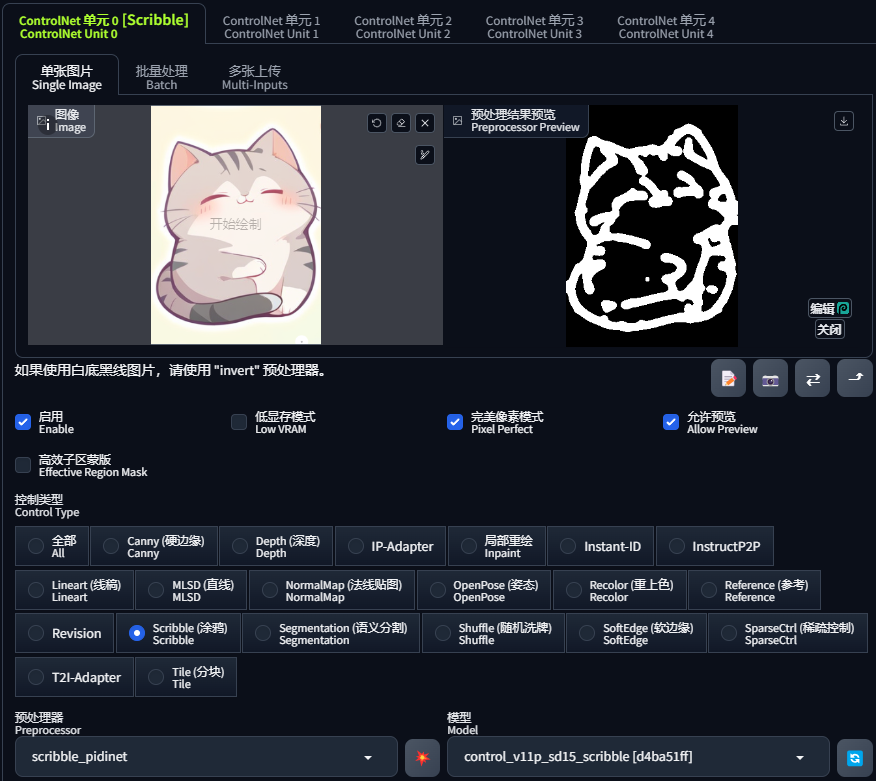 ControlNet 单元 0 [Scribble]
ControlNet Unit 0
ControlNet 单元 1
ControlNet Unit 1
ControlNet 单元 2
ControlNet Unit 2
ControlNet 单元 3
ControlNet Unit 3
ControlNet 单元 4
ControlNet Unit 4
单张图片
Single Image
批量处理
Batch
多张上传
Multi-Inputs
图像
Image
开始绘制
预处理结果预览
Preprocessor Preview
编辑
关闭
如果使用白底黑线图片，请使用 "invert" 预处理器。
启用
Enable
低显存模式
Low VRAM
完美像素模式
Pixel Perfect
允许预览
Allow Preview
高效子区蒙版
Effective Region Mask
控制类型
Control Type
全部
All
Canny (硬边缘)
Canny
Depth (深度)
Depth
IP-Adapter
局部重绘
Inpaint
Instant-ID
InstructP2P
Lineart (线稿)
Lineart
MLSD (直线)
MLSD
NormalMap (法线贴图)
NormalMap
OpenPose (姿态)
OpenPose
Recolor (重上色)
Recolor
Reference (参考)
Reference
Revision
Scribble (涂鸦)
Scribble
Segmentation (语义分割)
Segmentation
Shuffle (随机洗牌)
Shuffle
SoftEdge (软边缘)
SoftEdge
SparseCtrl (稀疏控制)
SparseCtrl
T2I-Adapter
Tile (分块)
Tile
预处理器
Preprocessor
scribble_pidinet
模型
Model
control_v11p_sd15_scribble [d4ba51ff]